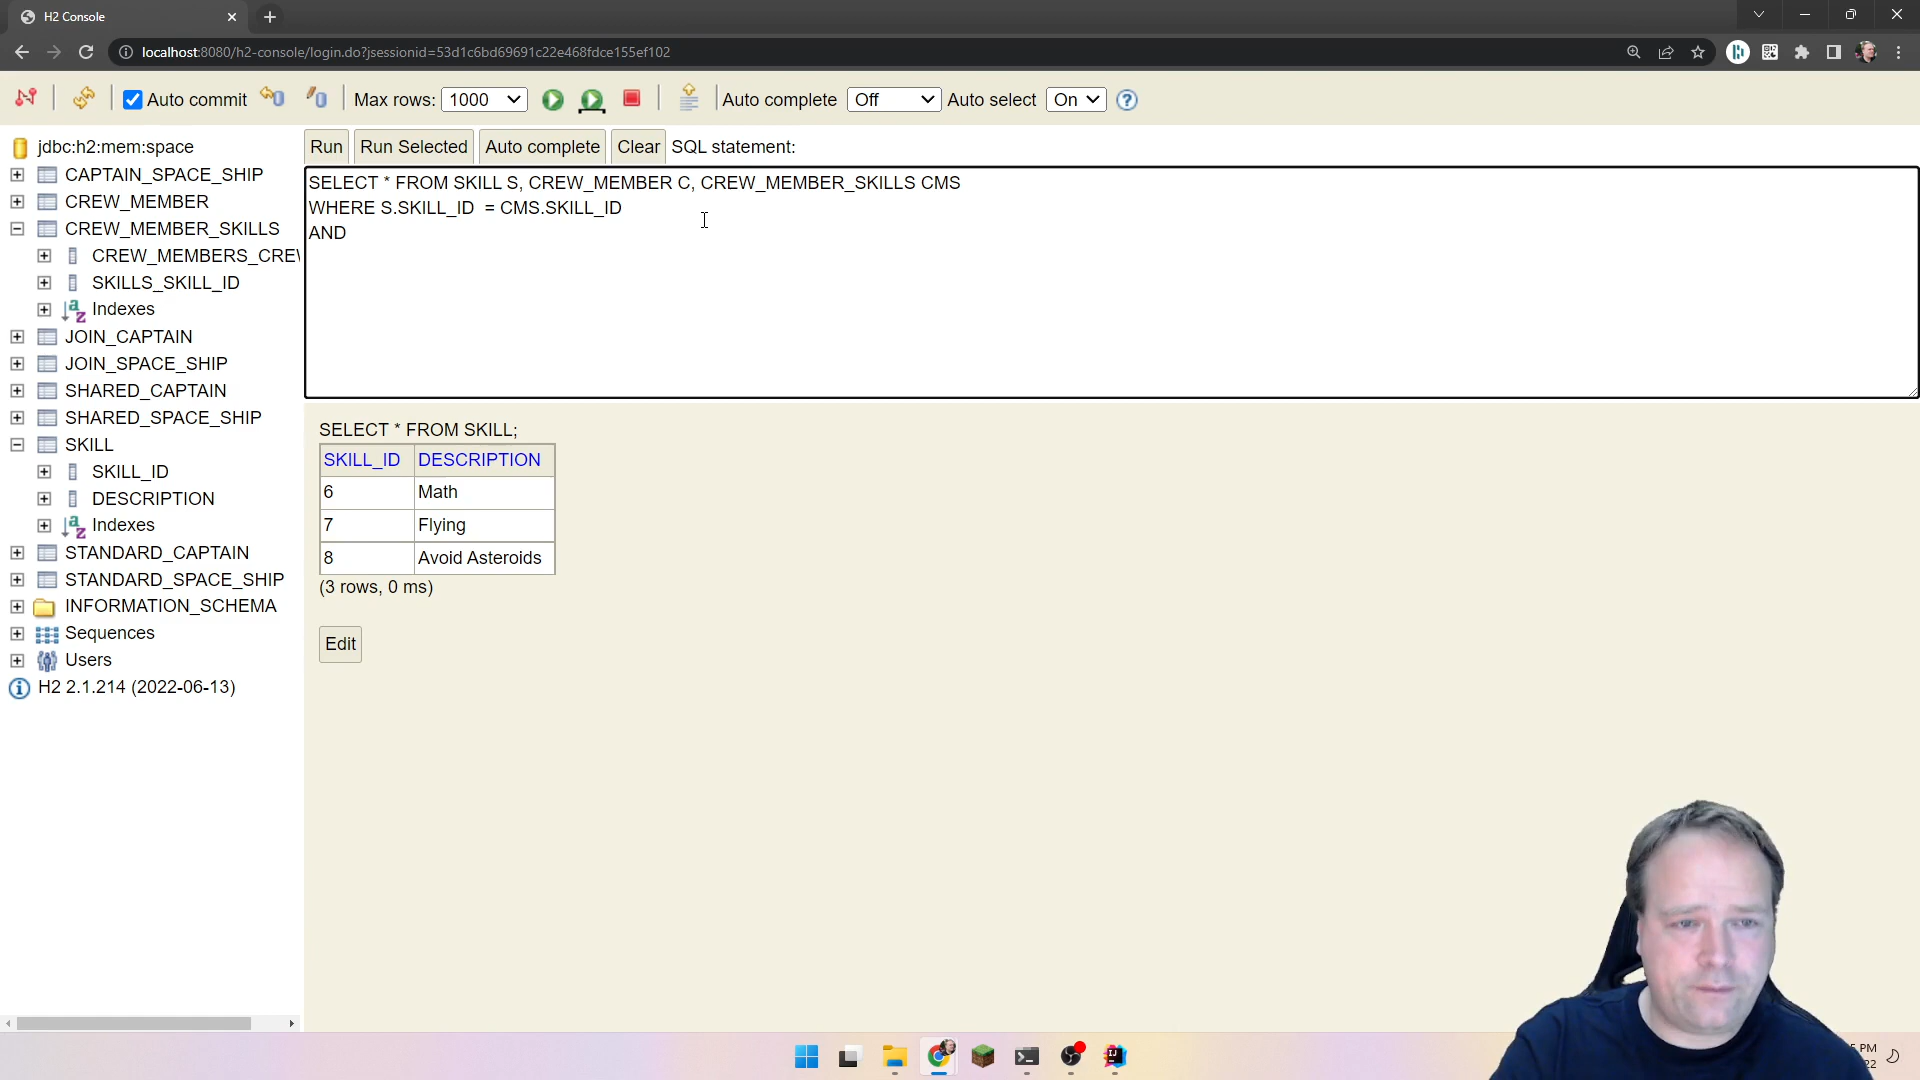 H2 Console
localhost:8080/h2-console/login.do?jsessionid=53d1c6bd69691c22e468fdce155ef102
Auto commit
Max rows: 1000
Auto complete Off
Auto select On
jdbc:h2:mem:space
CAPTAIN_SPACE_SHIP
CREW_MEMBER
CREW_MEMBER_SKILLS
CREW_MEMBERS_CREW
SKILLS_SKILL_ID
Indexes
JOIN_CAPTAIN
JOIN_SPACE_SHIP
SHARED_CAPTAIN
SHARED_SPACE_SHIP
SKILL
SKILL_ID
DESCRIPTION
Indexes
STANDARD_CAPTAIN
STANDARD_SPACE_SHIP
INFORMATION_SCHEMA
Sequences
Users
H2 2.1.214 (2022-06-13)
Run Run Selected Auto complete Clear SQL statement:
SELECT * FROM SKILL S, CREW_MEMBER C, CREW_MEMBER_SKILLS CMS
WHERE S.SKILL_ID = CMS.SKILL_ID
AND
SELECT * FROM SKILL;
SKILL_ID DESCRIPTION
6 Math
7 Flying
8 Avoid Asteroids
(3 rows, 0 ms)
Edit
PM
22